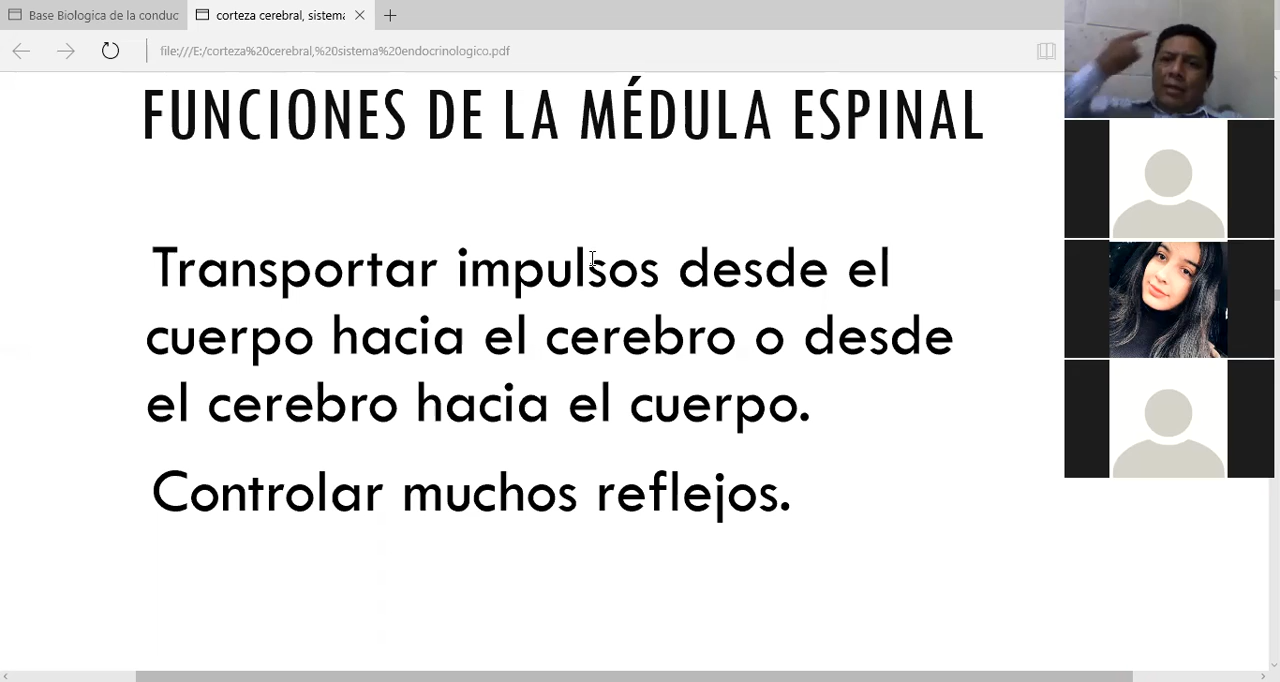 Base Biologica de la conduc
corteza cerebral, sistema
file:///E:/corteza%20cerebral,%20sistema%20endocrinologico.pdf
FUNCIONES DE LA MÉDULA ESPINAL
Transportar impulsos desde el
cuerpo hacia el cerebro o desde
el cerebro hacia el cuerpo.
Controlar muchos reflejos.